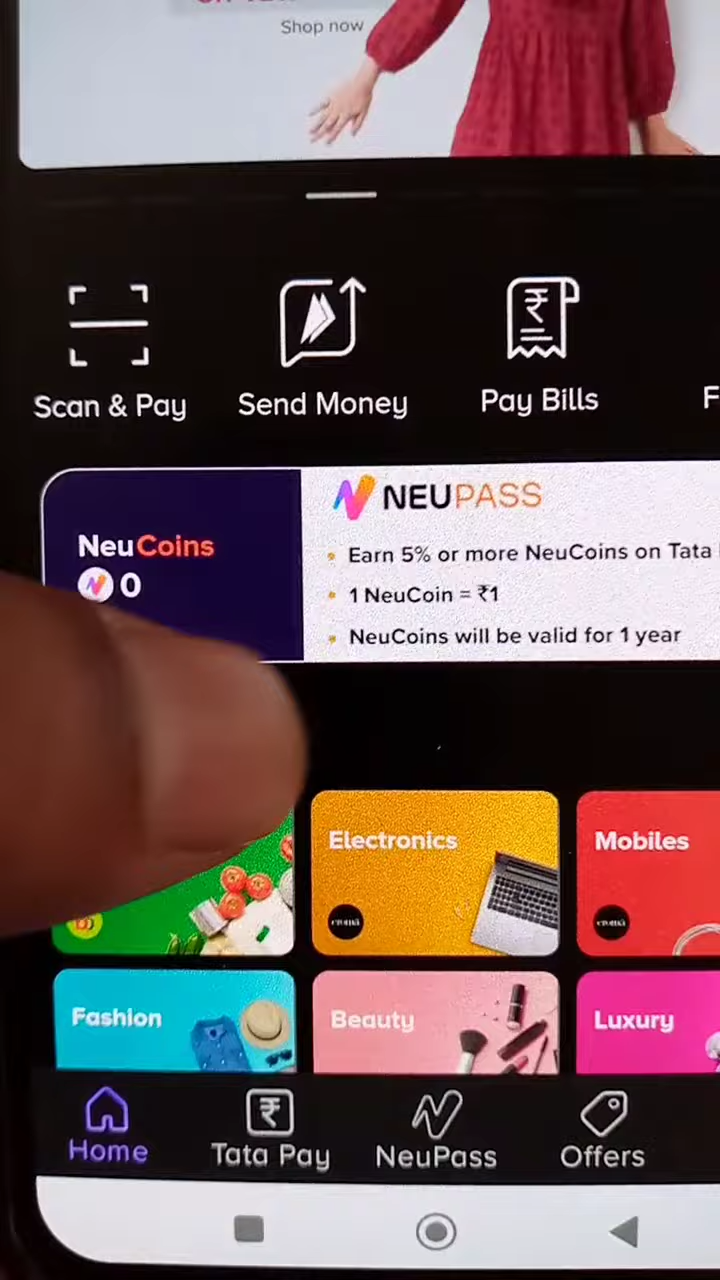 Shop now
Scan & Pay
Send Money
Pay Bills
F
NeuCoins
0
NEUPASS
Earn 5% or more NeuCoins on Tata
1 NeuCoin = ₹1
NeuCoins will be valid for 1 year
Electronics
Mobiles
croma
croma
Fashion
Beauty
Luxury
Home
Tata Pay
NeuPass
Offers